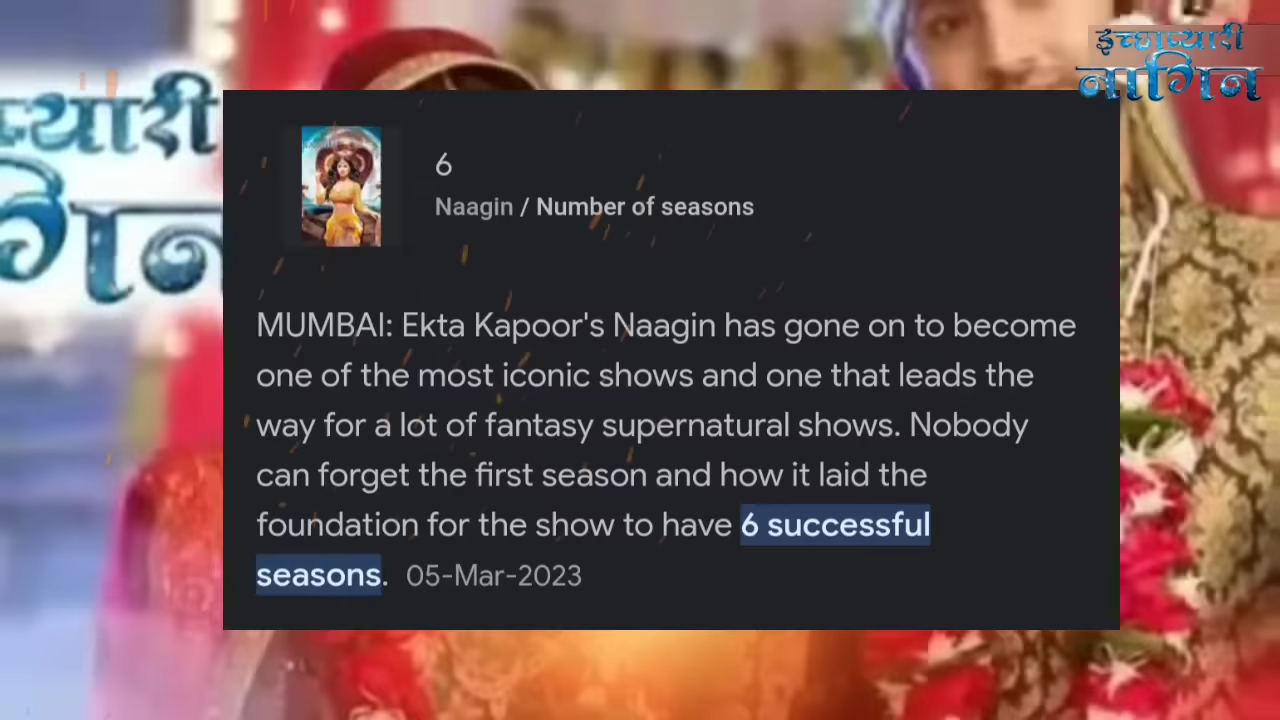 इच्छाप्यारी
नागिन
प्यारी
गिन
6
Naagin / Number of seasons
MUMBAI: Ekta Kapoor's Naagin has gone on to become
one of the most iconic shows and one that leads the
way for a lot of fantasy supernatural shows. Nobody
can forget the first season and how it laid the
foundation for the show to have 6 successful
seasons. 05-Mar-2023